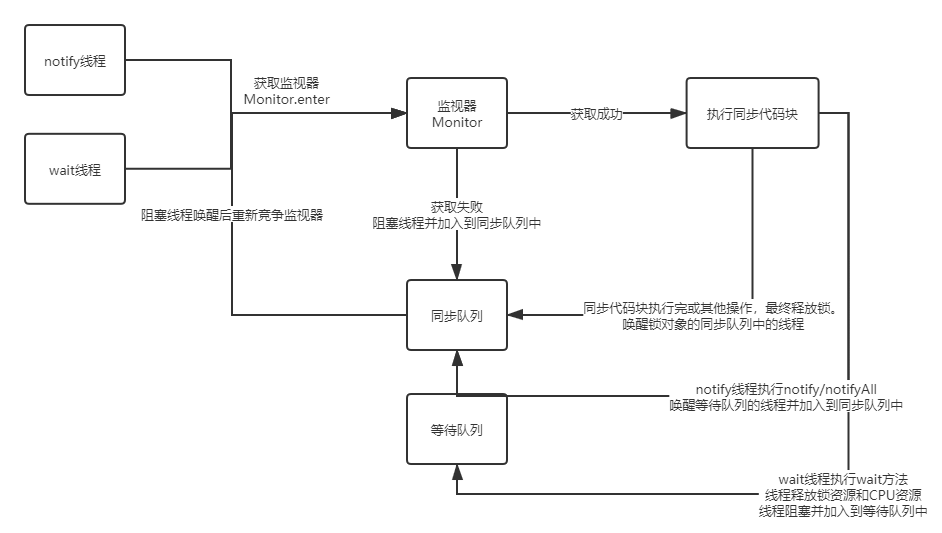 notify线程
获取监视器
Monitor.enter
监视器
Monitor
获取成功
执行同步代码块
wait线程
阻塞线程唤醒后重新竞争监视器
获取失败
阻塞线程并加入到同步队列中
同步队列
同步代码块执行完或其他操作，最终释放锁。
唤醒锁对象的同步队列中的线程
notify线程执行notify/notifyAll
唤醒等待队列的线程并加入到同步队列中
等待队列
wait线程执行wait方法
线程释放锁资源和CPU资源
线程阻塞并加入到等待队列中